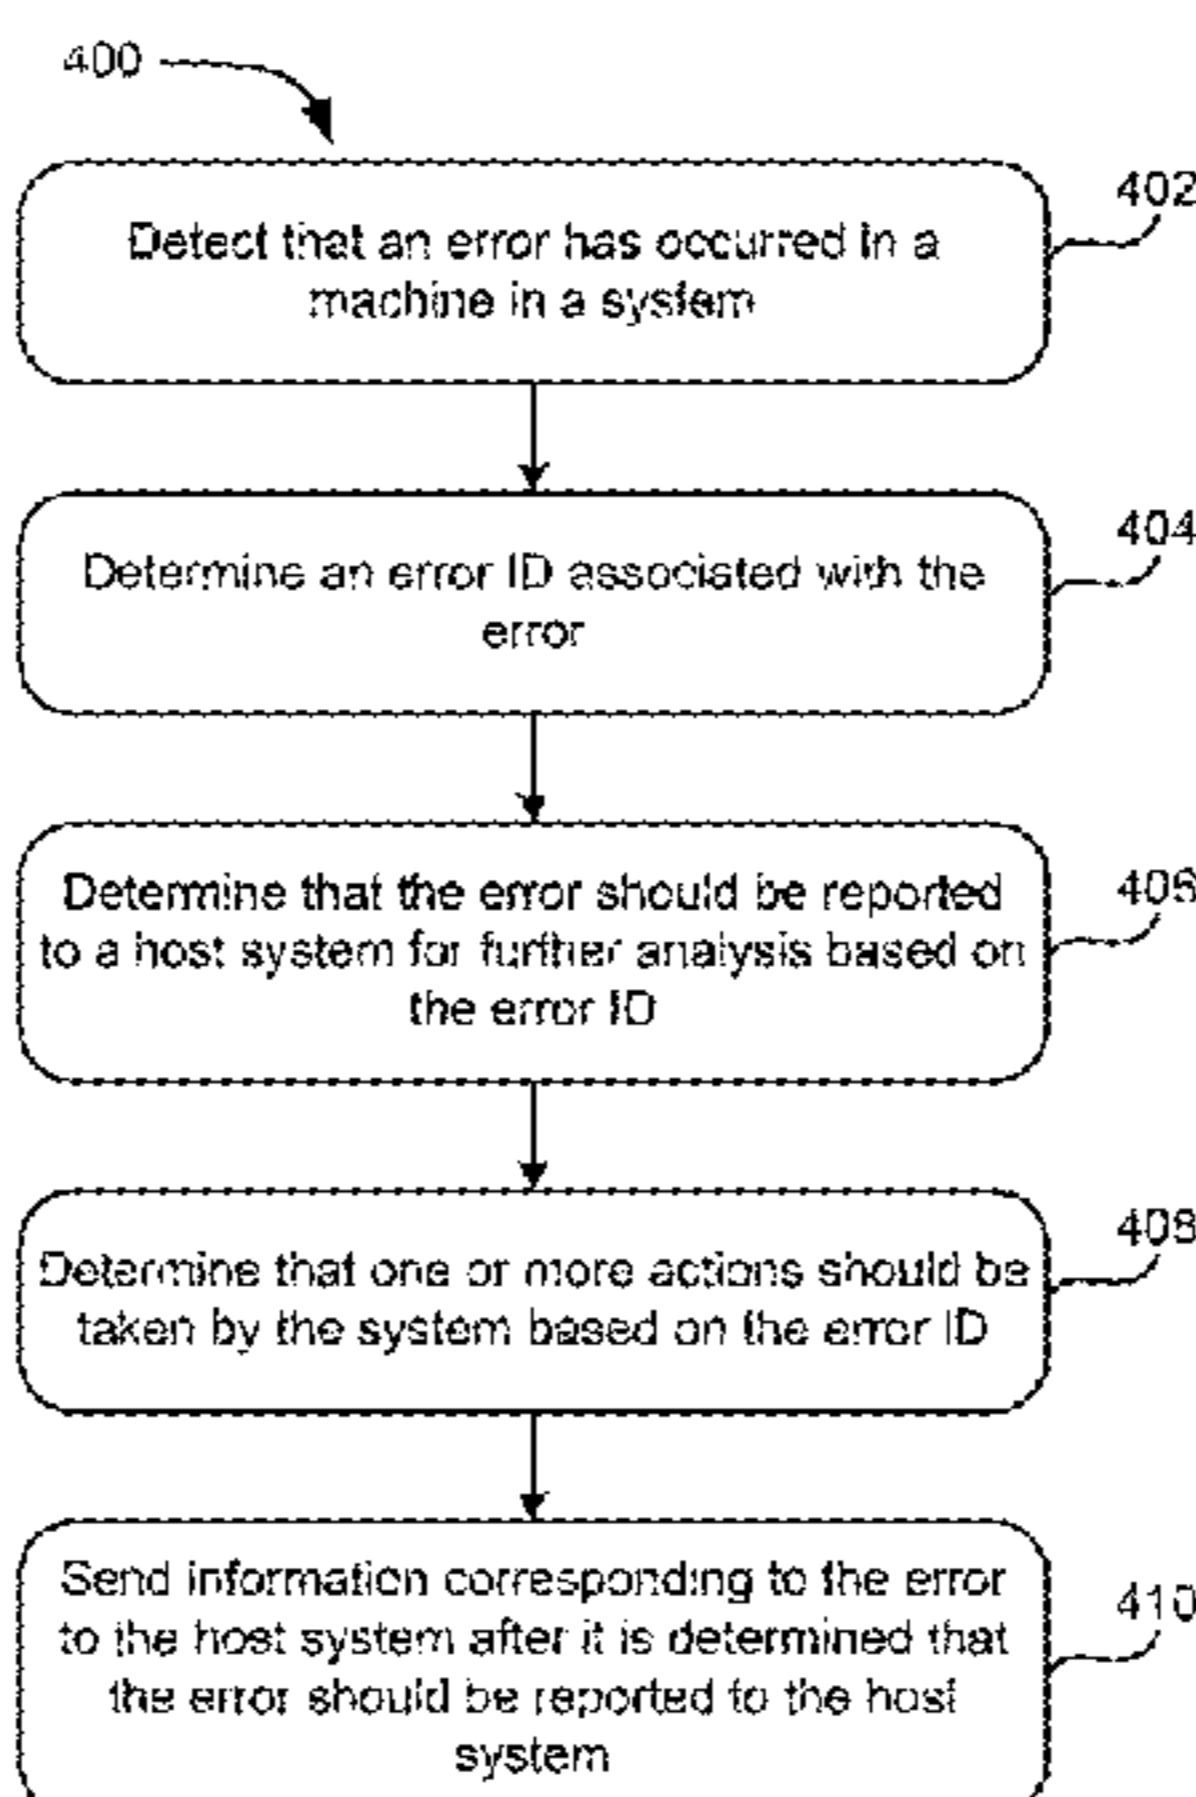 400
402
Detect that an error has occurred in a
machine in a system
404
Determine an error ID associated with the
error
406
Determine that the error should be reported
to a host system for further analysis based on
the error ID
408
Determine that one or more actions should be
taken by the system based on the error ID
410
Send information corresponding to the error
to the host system after it is determined that
the error should be reported to the host
system